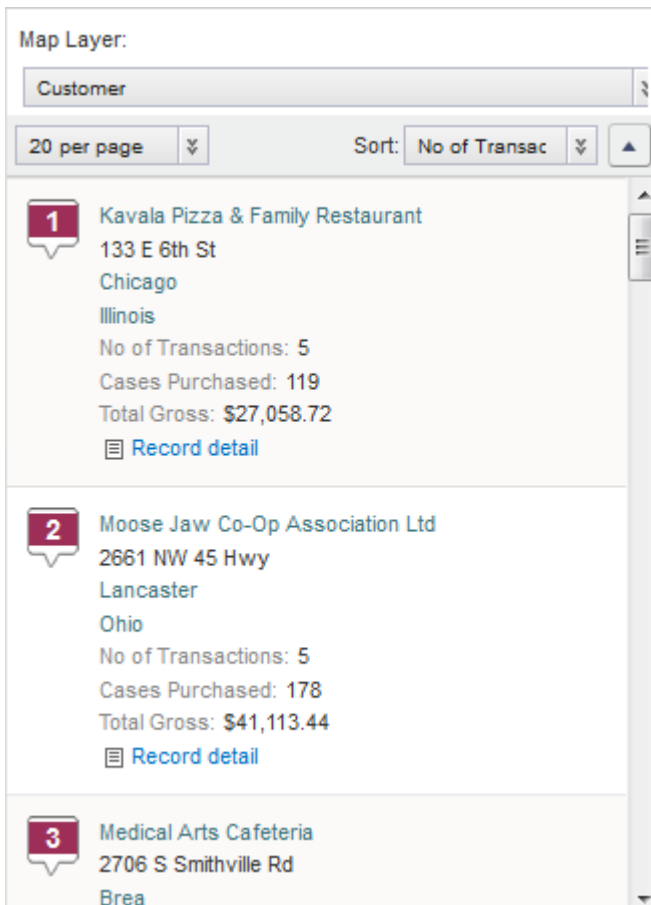 Map Layer:
Customer
20 per page Sort: No of Transac
1 Kavala Pizza & Family Restaurant
133 E 6th St
Chicago
Illinois
No of Transactions: 5
Cases Purchased: 119
Total Gross: $27,058.72
Record detail
2 Moose Jaw Co-Op Association Ltd
2661 NW 45 Hwy
Lancaster
Ohio
No of Transactions: 5
Cases Purchased: 178
Total Gross: $41,113.44
Record detail
3 Medical Arts Cafeteria
2706 S Smithville Rd
Brea